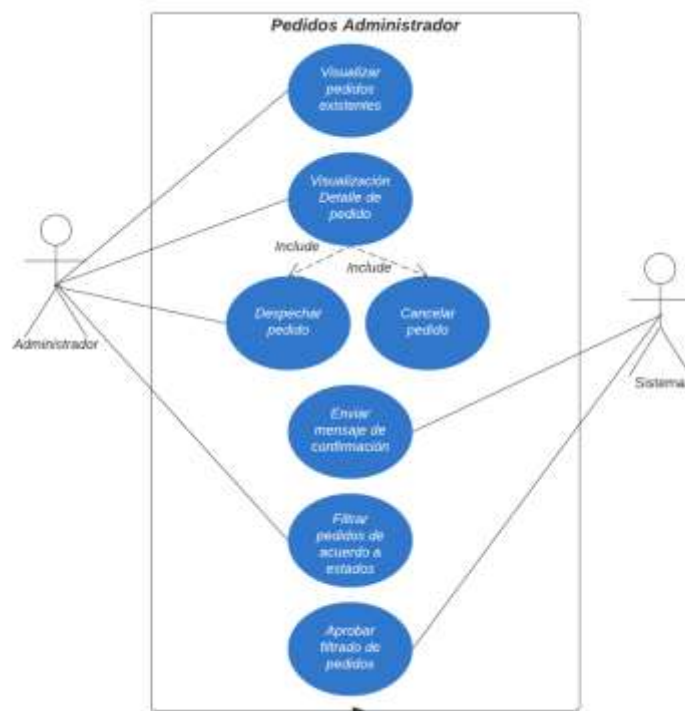 Pedidos Administrador
Visualizar
pedidos
existentes
Visualización
Detalle de
pedido
Include
Include
Despechar
pedido
Cancelar
pedido
Administrador
Sistema
Enviar
mensaje de
confirmación
Filtrar
pedidos de
acuerdo a
estados
Aprobar
filtrado de
pedidos